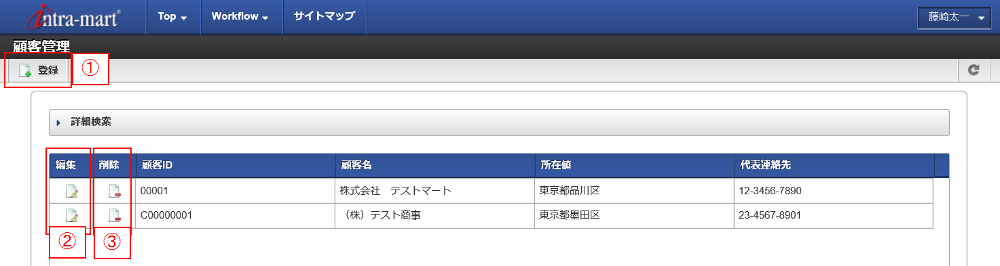 intra-mart® Top Workflow サイトマップ 藤崎太一
顧客管理
登録 ①
詳細検索
編集 削除 顧客ID 顧客名 所在値 代表連絡先
00001 株式会社　テストマート 東京都品川区 12-3456-7890
C00000001 （株）テスト商事 東京都墨田区 23-4567-8901
② ③